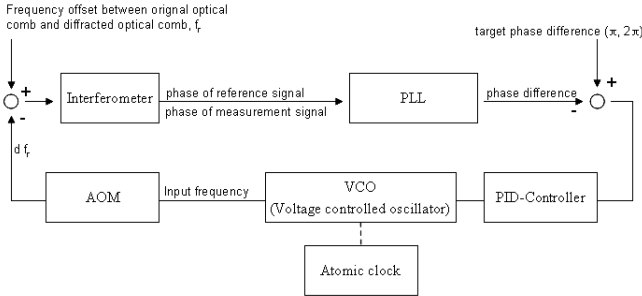 Frequency offset between orignal optical
comb and diffracted optical comb, fr
target phase difference (π, 2π)
+
-
Interferometer
phase of reference signal
phase of measurement signal
PLL
phase difference
+
-
d fr
AOM
Input frequency
VCO
(Voltage controlled oscillator)
PID-Controller
Atomic clock